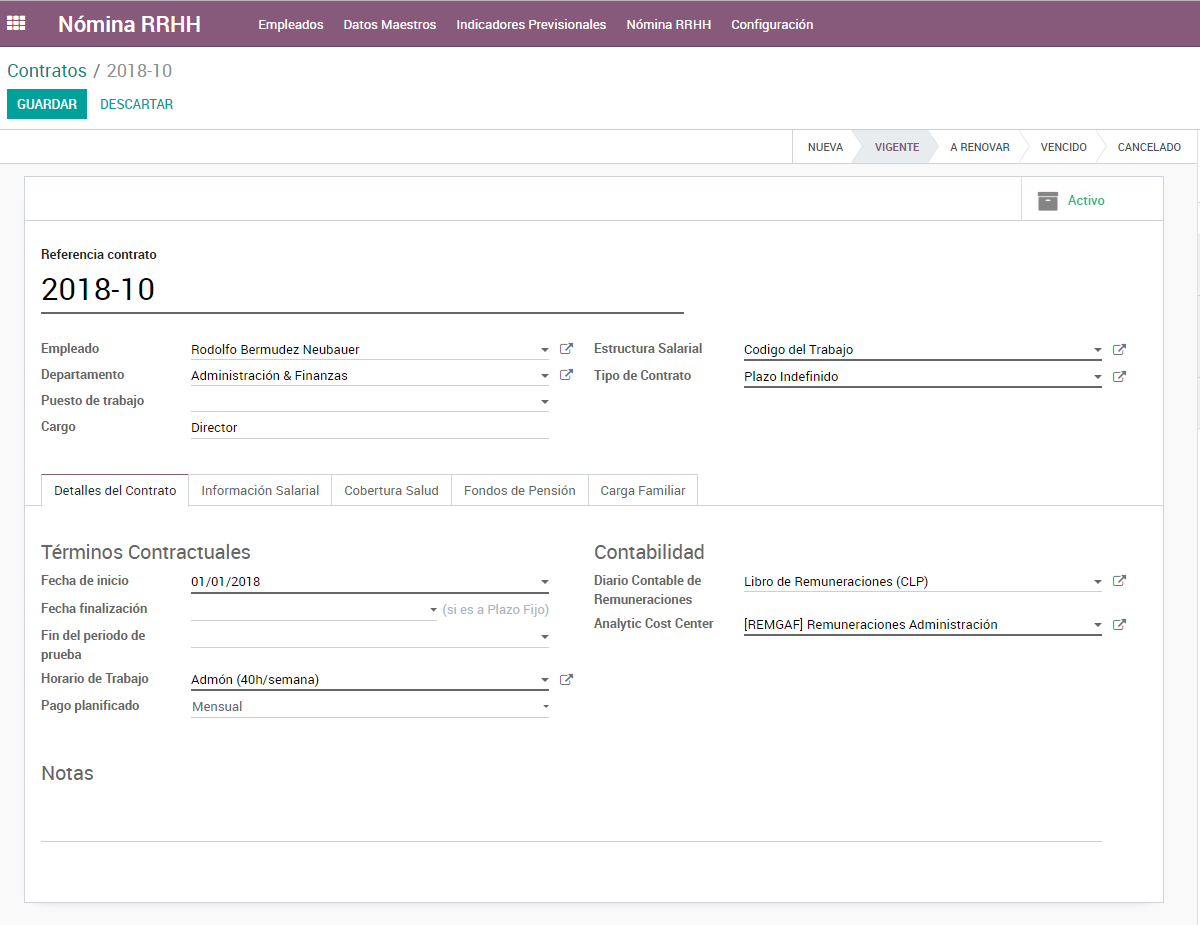 Nómina RRHH Empleados Datos Maestros Indicadores Previsionales Nómina RRHH Configuración
Contratos / 2018-10
GUARDAR DESCARTAR
NUEVA VIGENTE A RENOVAR VENCIDO CANCELADO
Activo
Referencia contrato
2018-10
Empleado Rodolfo Bermudez Neubauer Estructura Salarial Codigo del Trabajo
Departamento Administración & Finanzas Tipo de Contrato Plazo Indefinido
Puesto de trabajo
Cargo Director
Detalles del Contrato Información Salarial Cobertura Salud Fondos de Pensión Carga Familiar
Términos Contractuales Contabilidad
Fecha de inicio 01/01/2018 Diario Contable de Remuneraciones Libro de Remuneraciones (CLP)
Fecha finalización (si es a Plazo Fijo) Analytic Cost Center [REMGAF] Remuneraciones Administración
Fin del periodo de
prueba
Horario de Trabajo Admón (40h/semana)
Pago planificado Mensual
Notas